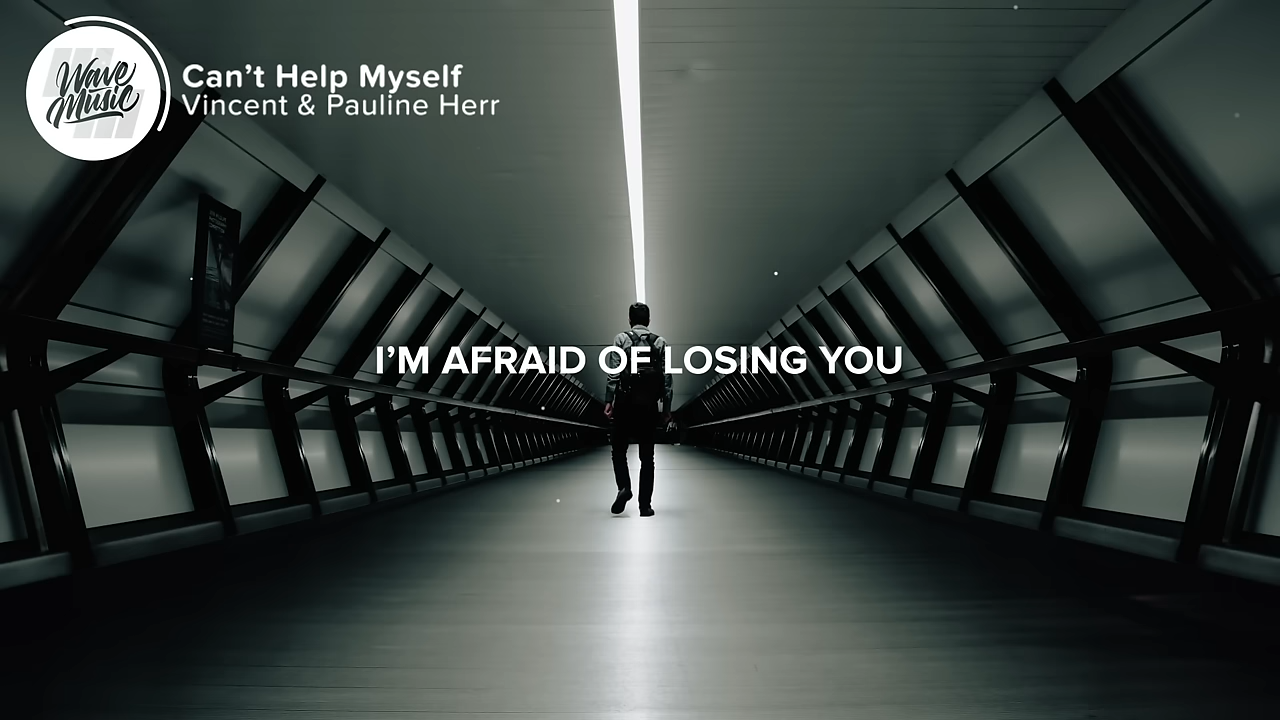 Wave
Music
Can’t Help Myself
Vincent & Pauline Herr
I’M AFRAID OF LOSING YOU